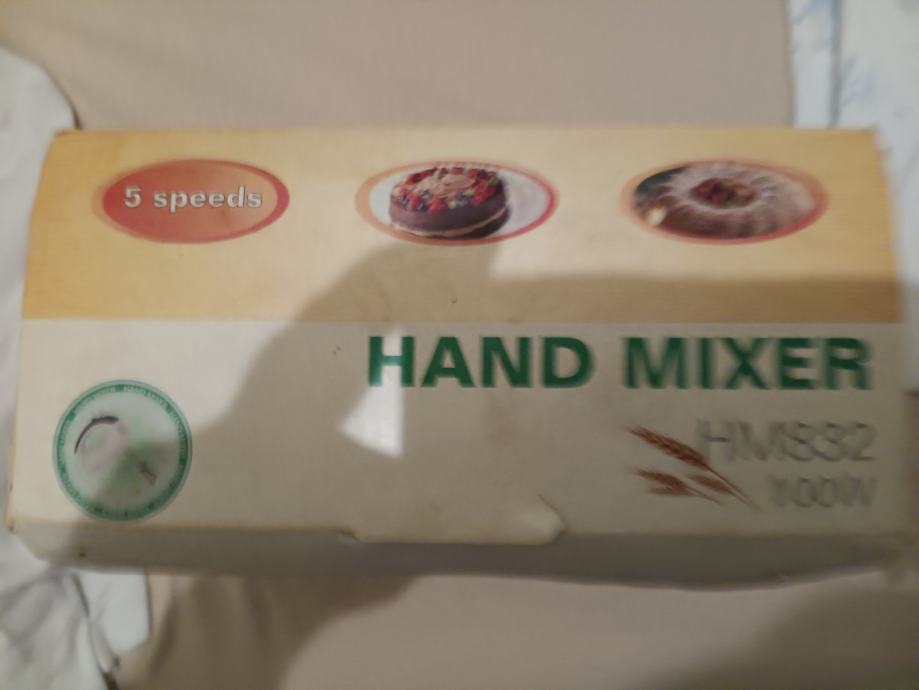 5 speeds
HAND MIXER
HM832
100W